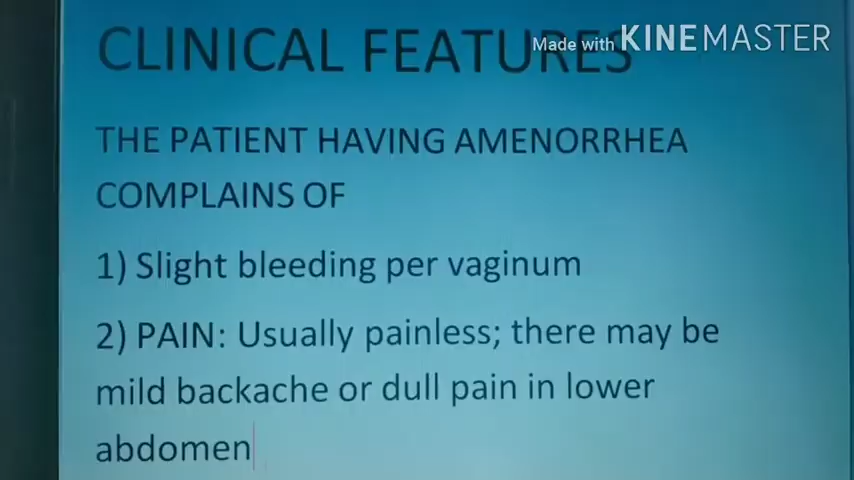 CLINICAL FEATURES
Made with KINEMASTER
THE PATIENT HAVING AMENORRHEA
COMPLAINS OF
1) Slight bleeding per vaginum
2) PAIN: Usually painless; there may be
mild backache or dull pain in lower
abdomen